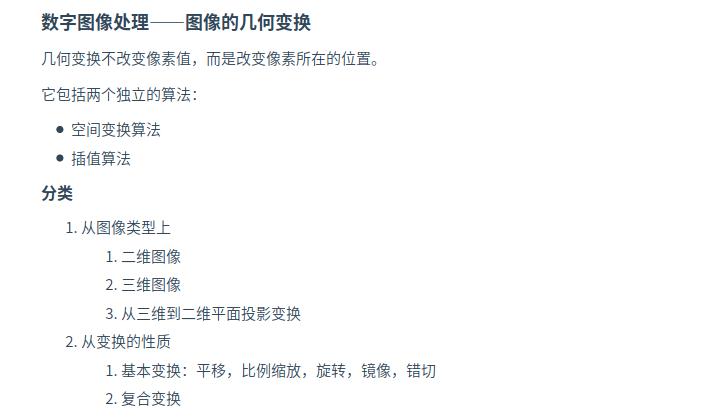 数字图像处理——图像的几何变换
几何变换不改变像素值，而是改变像素所在的位置。
它包括两个独立的算法：
● 空间变换算法
● 插值算法
分类
1. 从图像类型上
1. 二维图像
2. 三维图像
3. 从三维到二维平面投影变换
2. 从变换的性质
1. 基本变换：平移，比例缩放，旋转，镜像，错切
2. 复合变换